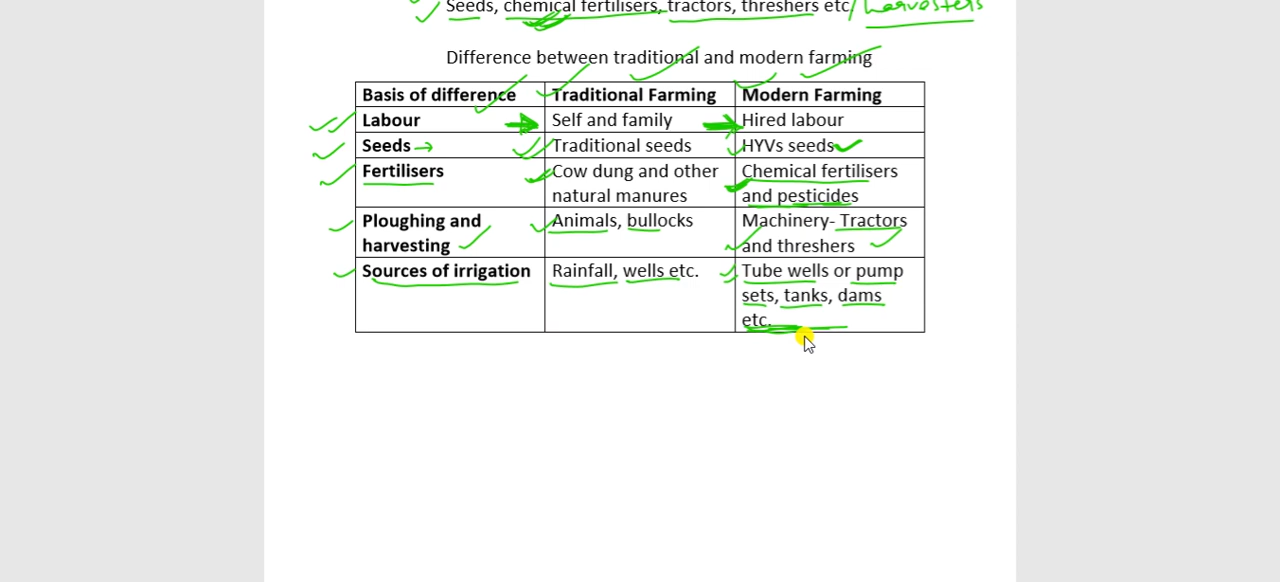 Seeds, chemical fertilisers, tractors, threshers etc/ harvesters
Difference between traditional and modern farming
Basis of difference Traditional Farming Modern Farming
Labour Self and family Hired labour
Seeds → Traditional seeds HYVs seeds
Fertilisers Cow dung and other Chemical fertilisers
natural manures and pesticides
Ploughing and Animals, bullocks Machinery- Tractors
harvesting and threshers
Sources of irrigation Rainfall, wells etc. Tube wells or pump
sets, tanks, dams
etc.